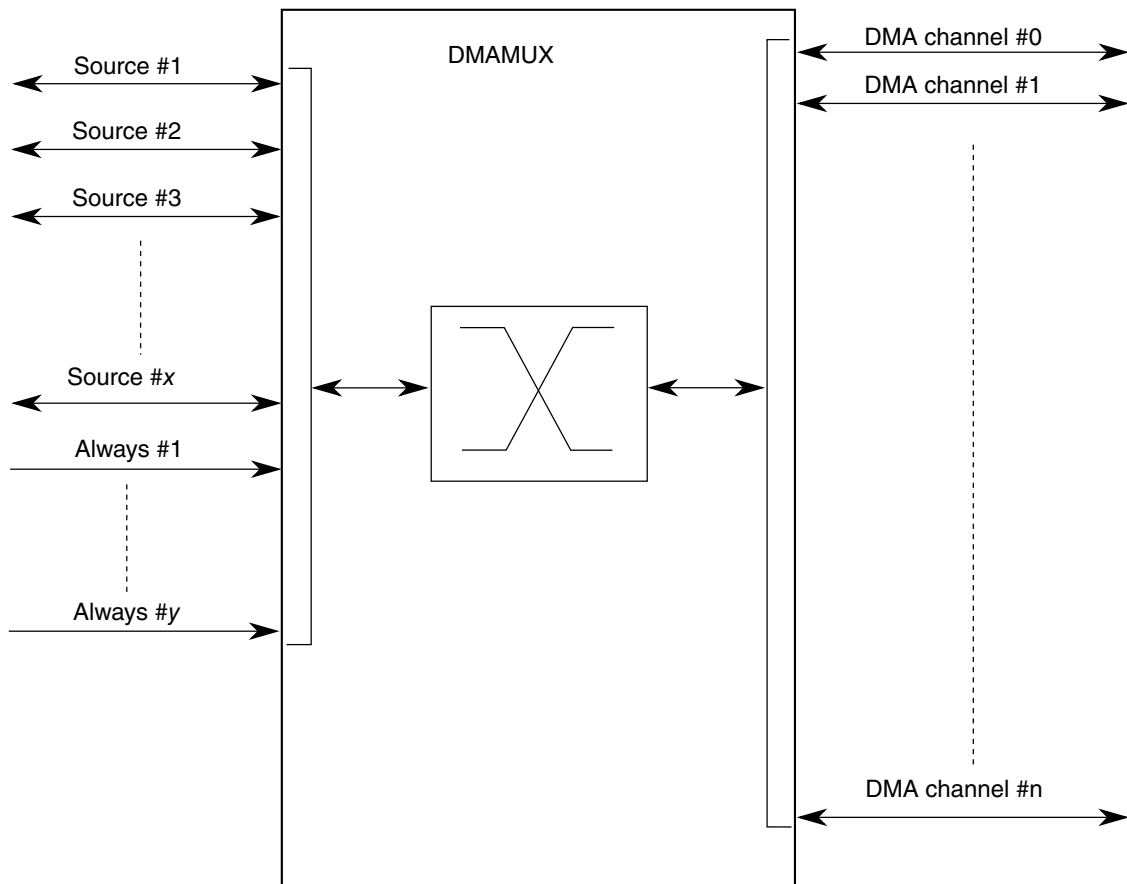 DMAMUX
Source #1
Source #2
Source #3
Source #x
Always #1
Always #y
DMA channel #0
DMA channel #1
DMA channel #n